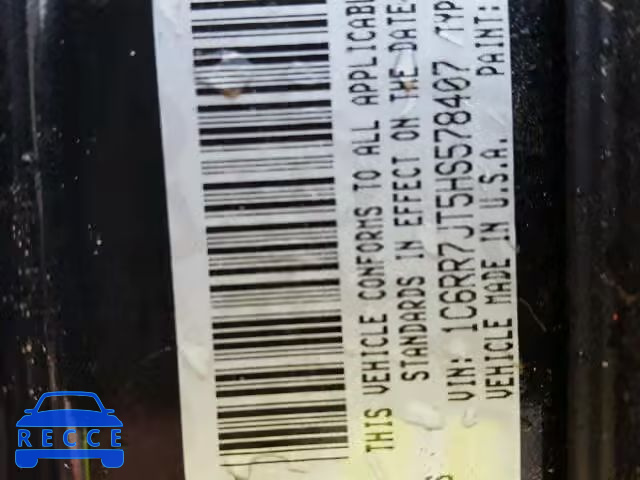 THIS VEHICLE CONFORMS TO ALL APPLICABL
STANDARDS IN EFFECT ON THE DATE
VIN: 1C6RR7JT5HS578407 TYP
VEHICLE MADE IN U.S.A. PAINT:
RECCE